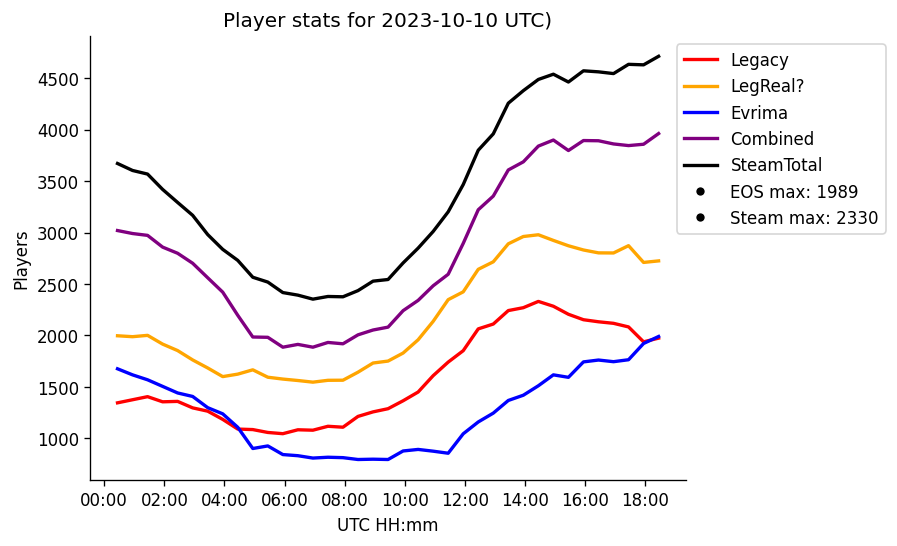 Player stats for 2023-10-10 UTC)
Legacy
LegReal?
Evrima
Combined
SteamTotal
EOS max: 1989
Steam max: 2330
Players
4500
4000
3500
3000
2500
2000
1500
1000
00:00 02:00 04:00 06:00 08:00 10:00 12:00 14:00 16:00 18:00
UTC HH:mm